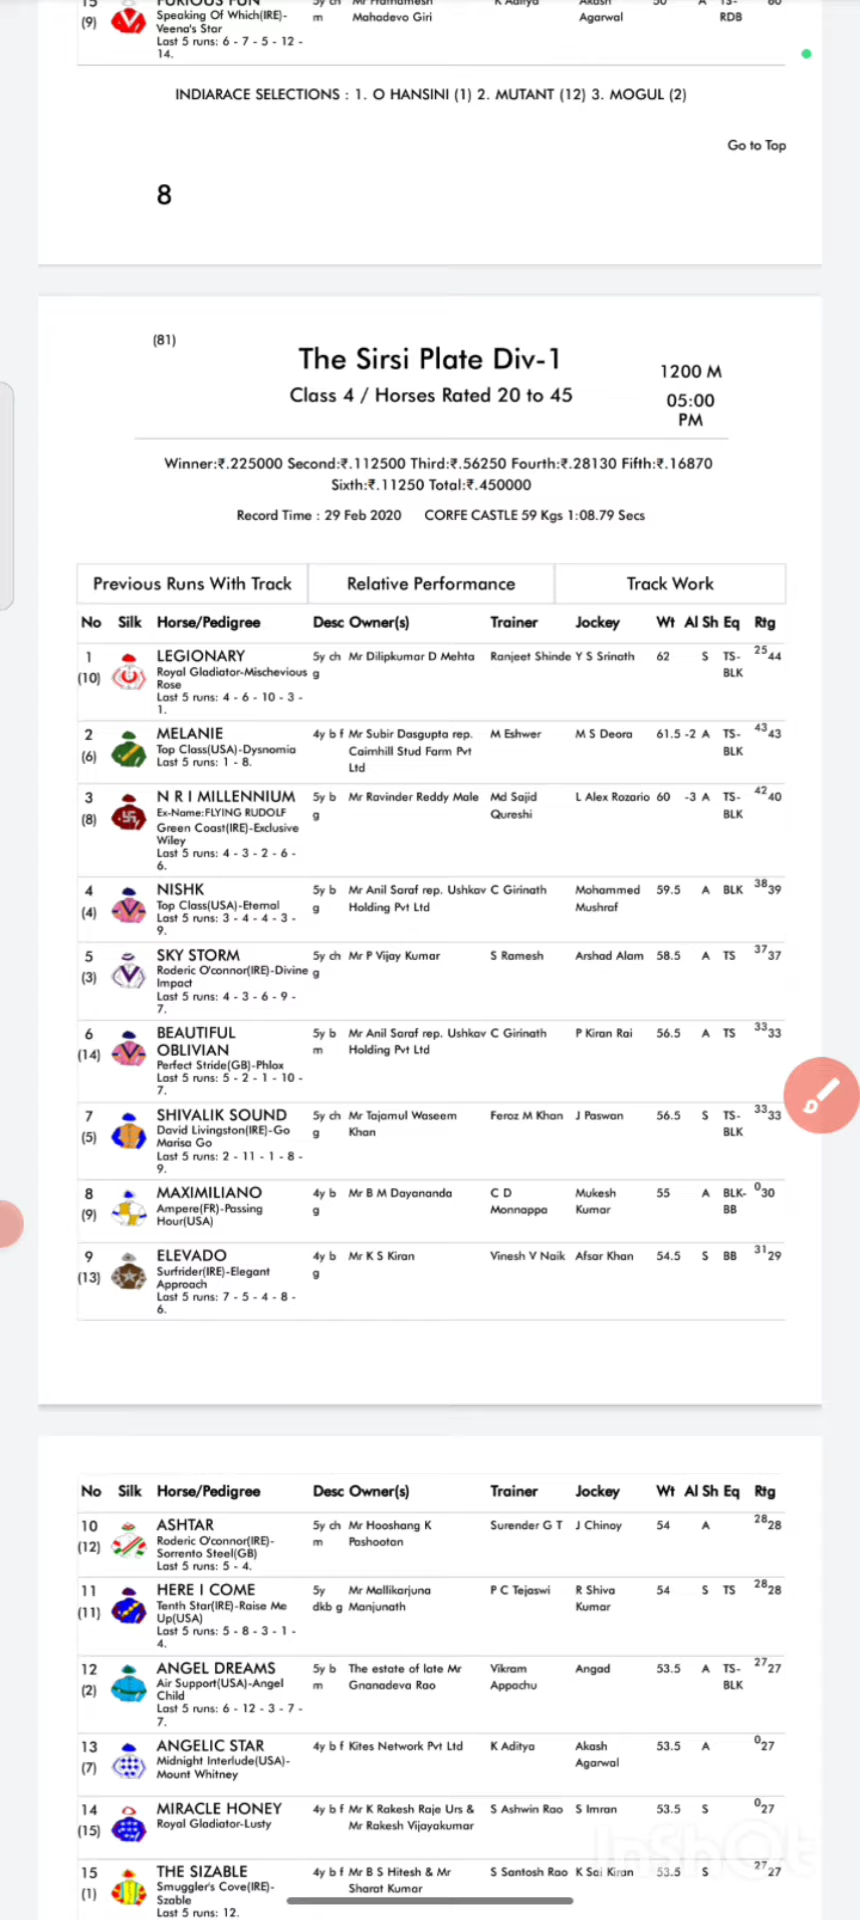 15 FURIOUS FUN 5y ch Mr Prathamesh K Aditya Akash 50 A TS- 60
(9) Speaking Of Which(IRE)- m Mahadevo Giri Agarwal RDB
Veena's Star
Last 5 runs: 6 - 7 - 5 - 12 -
14.
INDIARACE SELECTIONS : 1. O HANSINI (1) 2. MUTANT (12) 3. MOGUL (2)
Go to Top
8
(81)
The Sirsi Plate Div-1
1200 M
Class 4 / Horses Rated 20 to 45
05:00
PM
Winner:₹.225000 Second:₹.112500 Third:₹.56250 Fourth:₹.28130 Fifth:₹.16870
Sixth:₹.11250 Total:₹.450000
Record Time : 29 Feb 2020 CORFE CASTLE 59 Kgs 1:08.79 Secs
Previous Runs With Track Relative Performance Track Work
No Silk Horse/Pedigree Desc Owner(s) Trainer Jockey Wt Al Sh Eq Rtg
1 LEGIONARY 5y ch Mr Dilipkumar D Mehta Ranjeet Shinde Y S Srinath 62 S TS- 25 44
(10) Royal Gladiator-Mischevious g BLK
Rose
Last 5 runs: 4 - 6 - 10 - 3 -
1.
2 MELANIE 4y b f Mr Subir Dasgupta rep. M Eshwer M S Deora 61.5 -2 A TS- 43 43
(6) Top Class(USA)-Dysnomia Cairnhill Stud Farm Pvt BLK
Last 5 runs: 1 - 8. Ltd
3 N R I MILLENNIUM 5y b Mr Ravinder Reddy Male Md Sajid L Alex Rozario 60 -3 A TS- 42 40
(8) Ex-Name:FLYING RUDOLF g Qureshi BLK
Green Coast(IRE)-Exclusive
Wiley
Last 5 runs: 4 - 3 - 2 - 6 -
6.
4 NISHK 5y b Mr Anil Saraf rep. Ushkav C Girinath Mohammed 59.5 A BLK 38 39
(4) Top Class(USA)-Eternal g Holding Pvt Ltd Mushraf
Last 5 runs: 3 - 4 - 4 - 3 -
9.
5 SKY STORM 5y ch Mr P Vijay Kumar S Ramesh Arshad Alam 58.5 A TS 37 37
(3) Roderic O'connor(IRE)-Divine g
Impact
Last 5 runs: 4 - 3 - 6 - 9 -
7.
6 BEAUTIFUL 5y b Mr Anil Saraf rep. Ushkav C Girinath P Kiran Rai 56.5 A TS 33 33
(14) OBLIVIAN m Holding Pvt Ltd
Perfect Stride(GB)-Phlox
Last 5 runs: 5 - 2 - 1 - 10 -
7.
7 SHIVALIK SOUND 5y ch Mr Tajamul Waseem Feroz M Khan J Paswan 56.5 S TS- 33 33
(5) David Livingston(IRE)-Go g Khan BLK
Marisa Go
Last 5 runs: 2 - 11 - 1 - 8 -
9.
8 MAXIMILIANO 4y b Mr B M Dayananda C D Mukesh 55 A BLK- 0 30
(9) Ampere(FR)-Passing g Monnappa Kumar BB
Hour(USA)
9 ELEVADO 4y b Mr K S Kiran Vinesh V Naik Afsar Khan 54.5 S BB 31 29
(13) Surfrider(IRE)-Elegant g
Approach
Last 5 runs: 7 - 5 - 4 - 8 -
6.
No Silk Horse/Pedigree Desc Owner(s) Trainer Jockey Wt Al Sh Eq Rtg
10 ASHTAR 5y ch Mr Hooshang K Surender G T J Chinoy 54 A 28 28
(12) Roderic O'connor(IRE)- m Pashootan
Sorrento Steel(GB)
Last 5 runs: 5 - 4.
11 HERE I COME 5y Mr Mallikarjuna P C Tejaswi R Shiva 54 S TS 28 28
(11) Tenth Star(IRE)-Raise Me dkb g Manjunath Kumar
Up(USA)
Last 5 runs: 5 - 8 - 3 - 1 -
4.
12 ANGEL DREAMS 5y b The estate of late Mr Vikram Angad 53.5 A TS- 27 27
(2) Air Support(USA)-Angel m Gnanadeva Rao Appachu BLK
Child
Last 5 runs: 6 - 12 - 3 - 7 -
7.
13 ANGELIC STAR 4y b f Kites Network Pvt Ltd K Aditya Akash 53.5 A 0 27
(7) Midnight Interlude(USA)- Agarwal
Mount Whitney
14 MIRACLE HONEY 4y b f Mr K Rakesh Raje Urs & S Ashwin Rao S Imran 53.5 S 0 27
(15) Royal Gladiator-Lusty Mr Rakesh Vijayakumar
15 THE SIZABLE 4y b f Mr B S Hitesh & Mr S Santosh Rao K Sai Kiran 53.5 S 27 27
(1) Smuggler's Cove(IRE)- Sharat Kumar
Szable
Last 5 runs: 12.
InShOt